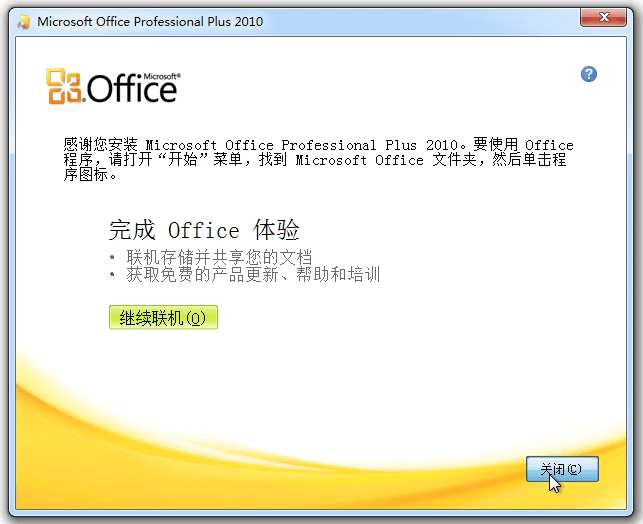 Microsoft Office Professional Plus 2010
Microsoft®
Office
?
感谢您安装 Microsoft Office Professional Plus 2010。要使用 Office
程序，请打开“开始”菜单，找到 Microsoft Office 文件夹，然后单击程
序图标。
完成 Office 体验
• 联机存储并共享您的文档
• 获取免费的产品更新、帮助和培训
继续联机(O)
关闭(C)